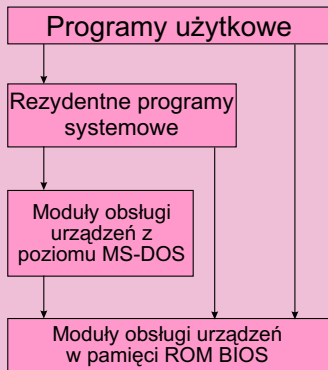 Programy użytkowe
Rezydentne programy
systemowe
Moduły obsługi
urządzeń z
poziomu MS-DOS
Moduły obsługi urządzeń
w pamięci ROM BIOS